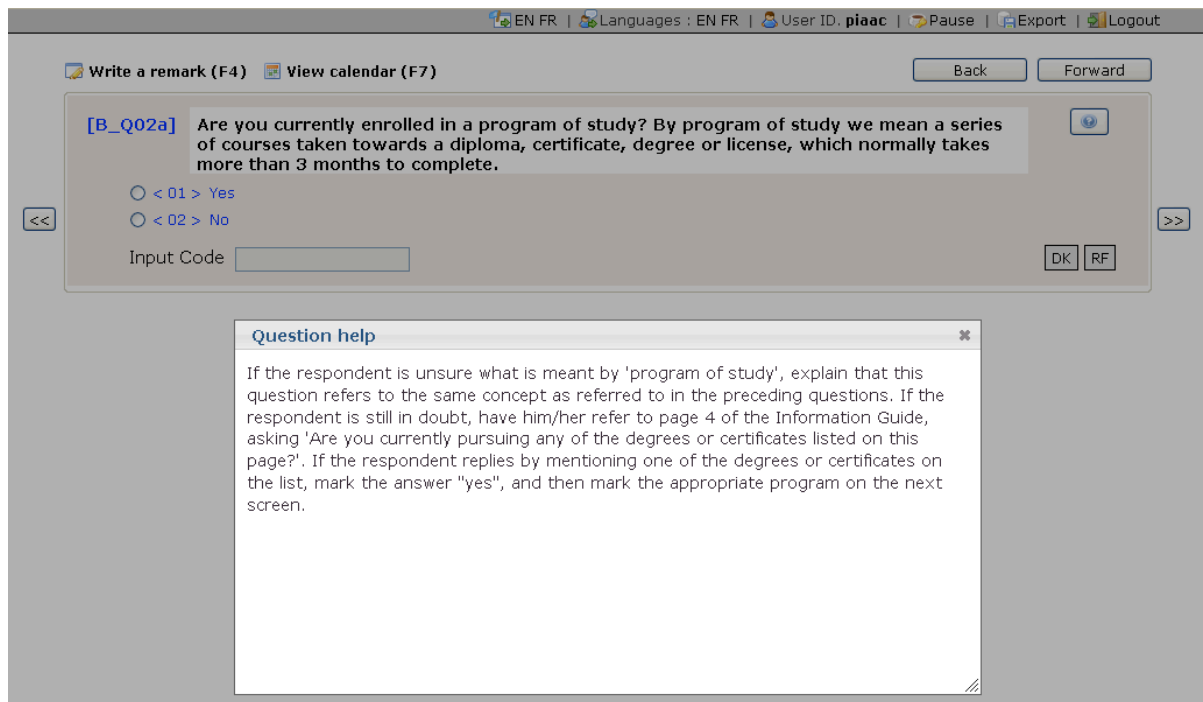 EN FR | Languages : EN FR | User ID. piaac | Pause | Export | Logout
Write a remark (F4) View calendar (F7) Back Forward
[B_Q02a] Are you currently enrolled in a program of study? By program of study we mean a series
of courses taken towards a diploma, certificate, degree or license, which normally takes
more than 3 months to complete.
< 01 > Yes
<< < 02 > No >>
Input Code DK RF
Question help
If the respondent is unsure what is meant by 'program of study', explain that this
question refers to the same concept as referred to in the preceding questions. If the
respondent is still in doubt, have him/her refer to page 4 of the Information Guide,
asking 'Are you currently pursuing any of the degrees or certificates listed on this
page?'. If the respondent replies by mentioning one of the degrees or certificates on
the list, mark the answer "yes", and then mark the appropriate program on the next
screen.